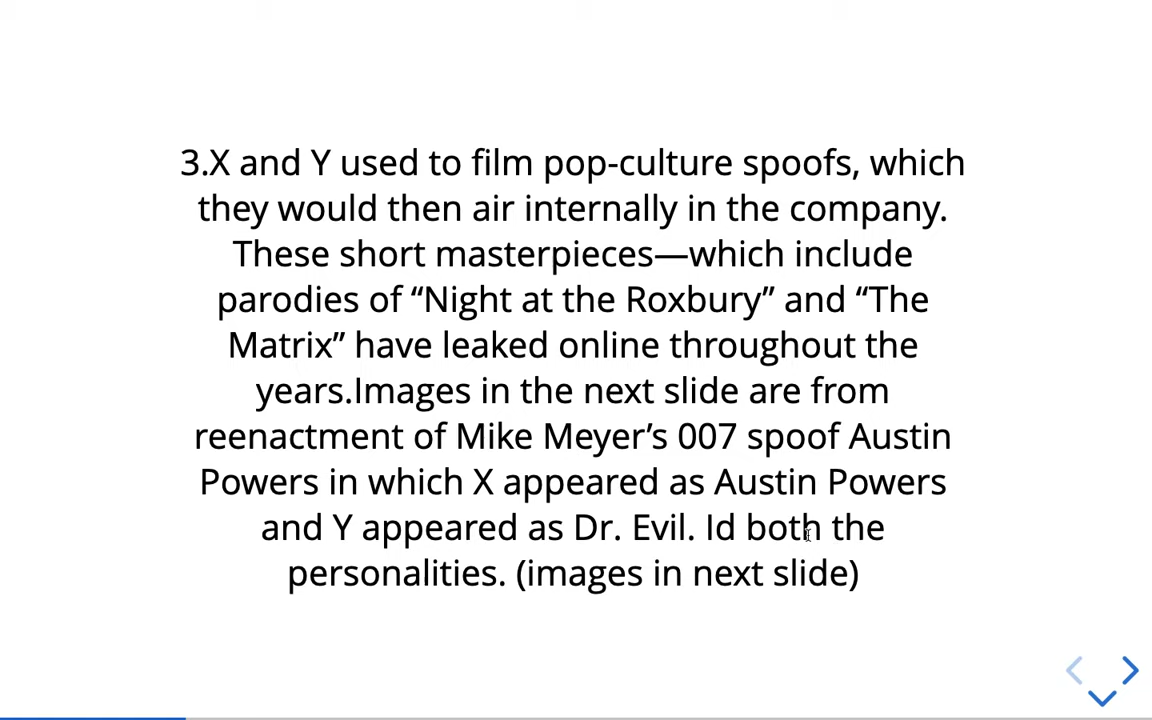 3.X and Y used to film pop-culture spoofs, which
they would then air internally in the company.
These short masterpieces—which include
parodies of “Night at the Roxbury” and “The
Matrix” have leaked online throughout the
years.Images in the next slide are from
reenactment of Mike Meyer’s 007 spoof Austin
Powers in which X appeared as Austin Powers
and Y appeared as Dr. Evil. Id both the
personalities. (images in next slide)